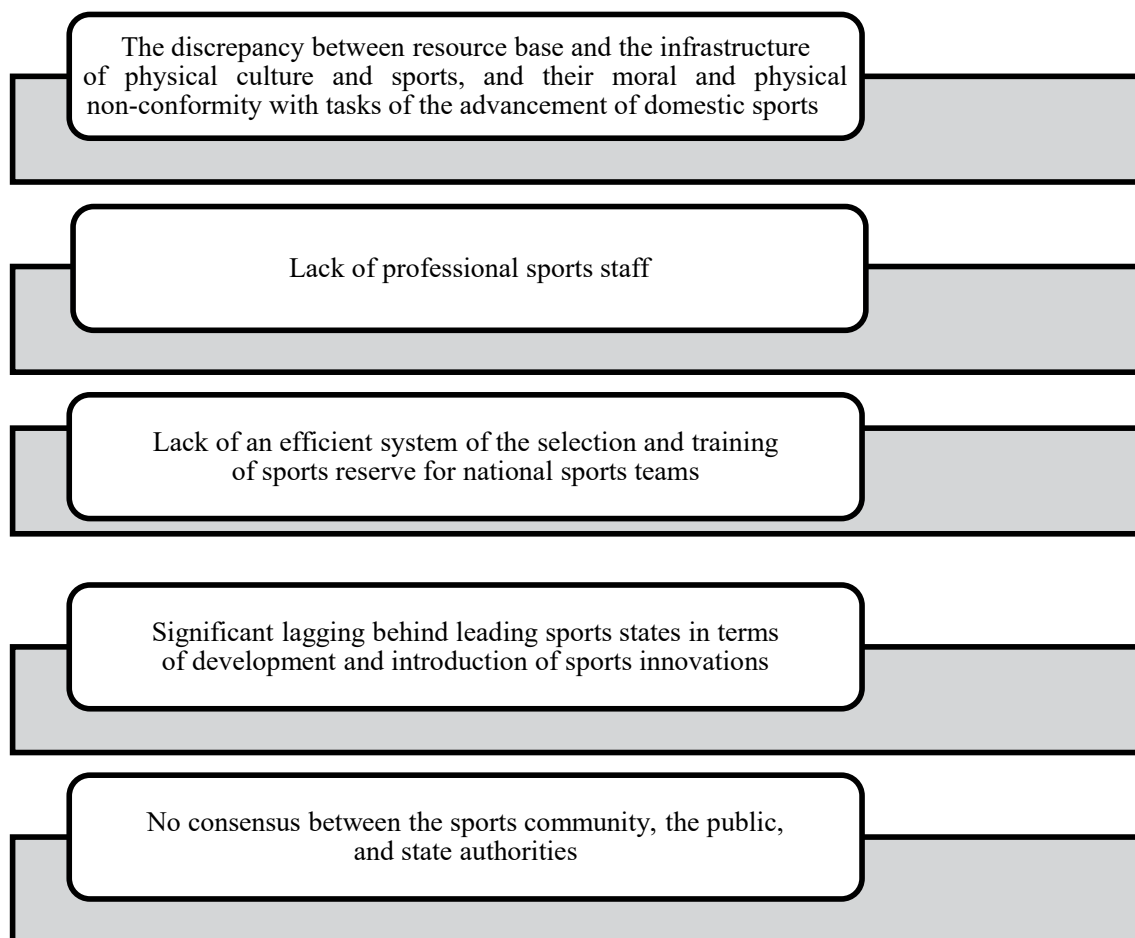 The discrepancy between resource base and the infrastructure
of physical culture and sports, and their moral and physical
non-conformity with tasks of the advancement of domestic sports
Lack of professional sports staff
Lack of an efficient system of the selection and training
of sports reserve for national sports teams
Significant lagging behind leading sports states in terms
of development and introduction of sports innovations
No consensus between the sports community, the public,
and state authorities